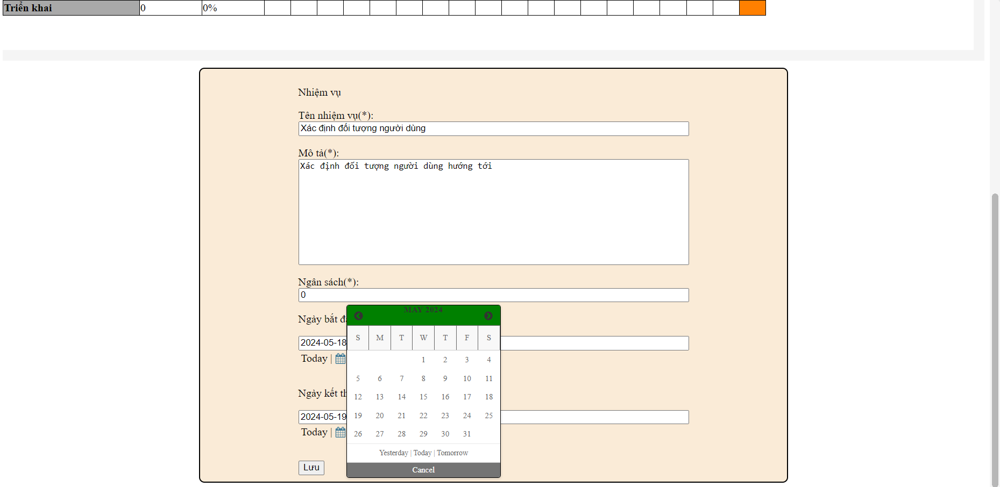 Triển khai 0 0%
Nhiệm vụ
Tên nhiệm vụ(*):
Xác định đối tượng người dùng
Mô tả(*):
Xác định đối tượng người dùng hướng tới
Ngân sách(*):
0
Ngày bắt
2024-05-18
Today |
Ngày kết
2024-05-19
Today |
Lưu
MAY 2024
S M T W T F S
1 2 3 4
5 6 7 8 9 10 11
12 13 14 15 16 17 18
19 20 21 22 23 24 25
26 27 28 29 30 31
Yesterday | Today | Tomorrow
Cancel